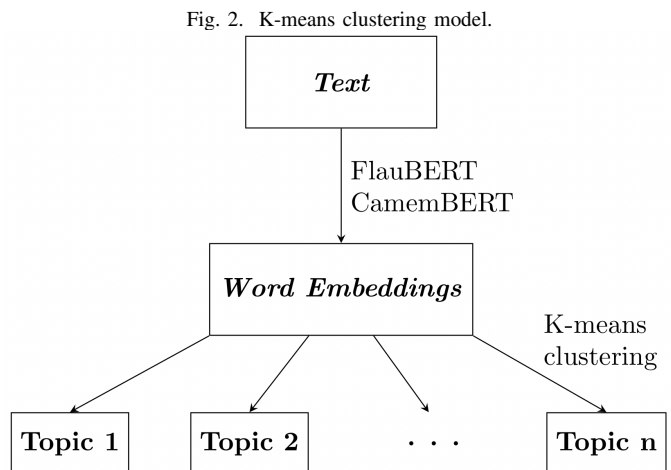 Fig. 2. K-means clustering model.
Text
FlauBERT
CamemBERT
Word Embeddings
K-means
clustering
Topic 1
Topic 2
. . .
Topic n